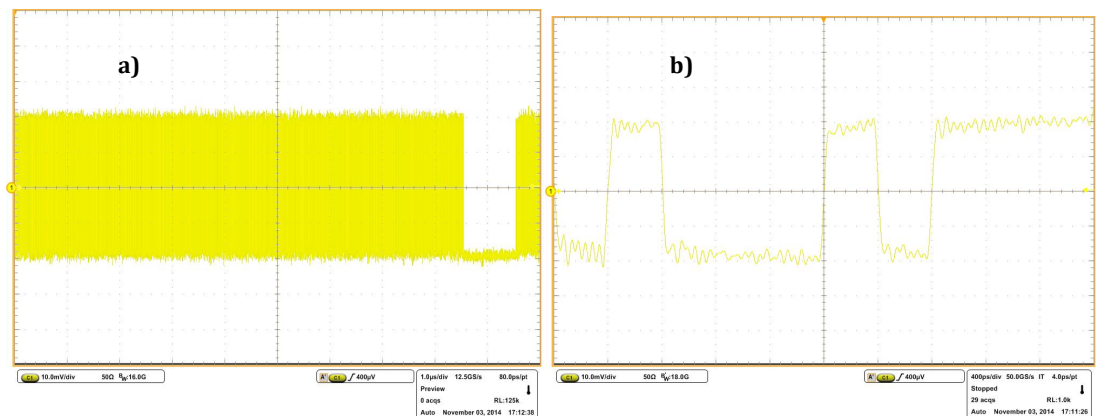 a)
1
C1 10.0mV/div 50Ω BW:16.0G
A' C1 400µV
1.0µs/div 12.5GS/s 80.0ps/pt
Preview
0 acqs RL:125k
Auto November 03, 2014 17:12:38
b)
1
C1 10.0mV/div 50Ω BW:18.0G
A' C1 400µV
400ps/div 50.0GS/s IT 4.0ps/pt
Stopped
29 acqs RL:1.0k
Auto November 03, 2014 17:11:26